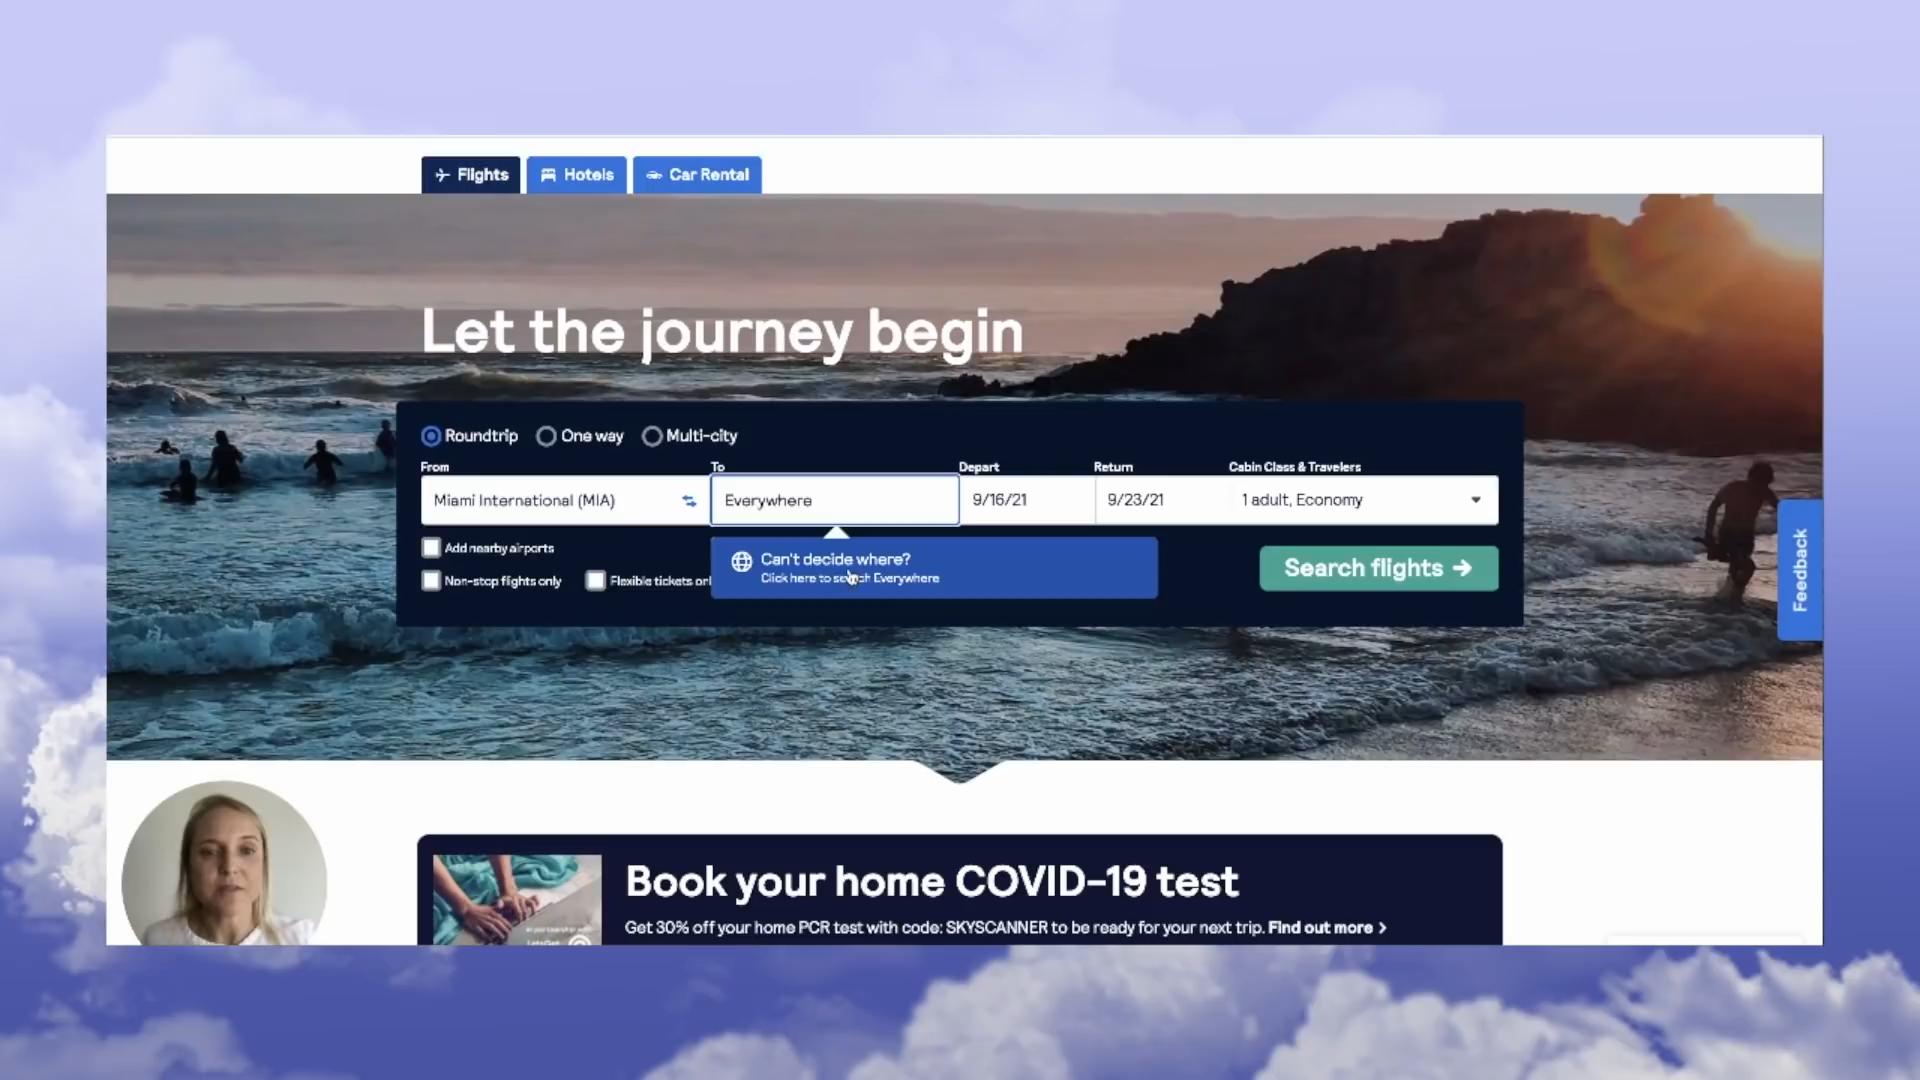 Flights
Hotels
Car Rental
Let the journey begin
Roundtrip
One way
Multi-city
From
To
Depart
Return
Cabin Class & Travelers
Miami International (MIA)
Everywhere
9/16/21
9/23/21
1 adult, Economy
Add nearby airports
Can't decide where?
Click here to search Everywhere
Search flights
Non-stop flights only
Flexible tickets onl
Feedback
Book your home COVID-19 test
Get 30% off your home PCR test with code: SKYSCANNER to be ready for your next trip. Find out more